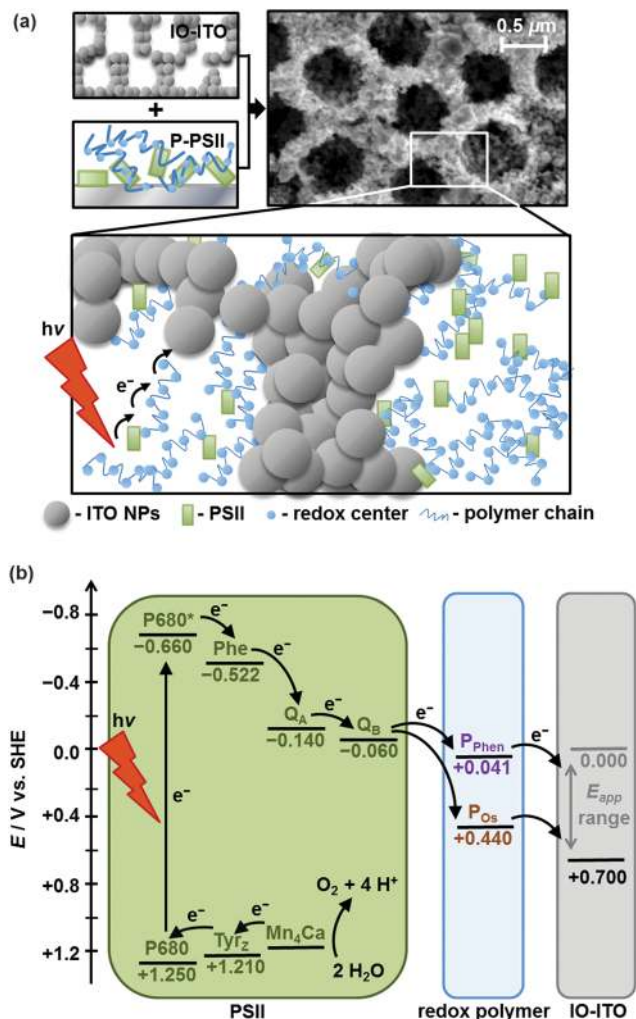 (a)
IO-ITO
+
P-PSII
0.5 μm
hν
e⁻
- ITO NPs - PSII - redox center - polymer chain
(b)
E / V vs. SHE
−0.8
−0.4
0.0
+0.4
+0.8
+1.2
hν
e⁻
P680*
−0.660
e⁻
Phe
−0.522
e⁻
Q_A
−0.140
e⁻
Q_B
−0.060
e⁻
P680
+1.250
e⁻
Tyr_Z
+1.210
e⁻
Mn₄Ca
O₂ + 4 H⁺
2 H₂O
PSII
e⁻
P_Phen
+0.041
P_Os
+0.440
redox polymer
e⁻
0.000
E_app
range
+0.700
IO-ITO